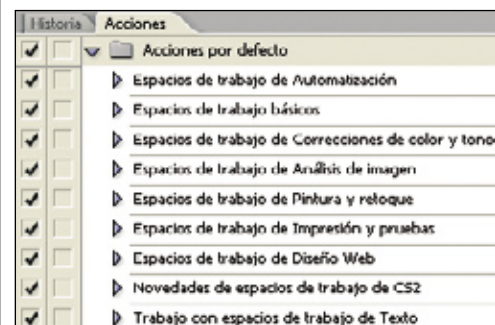 Historia Acciones
Acciones por defecto
Espacios de trabajo de Automatización
Espacios de trabajo básicos
Espacios de trabajo de Correcciones de color y tono
Espacios de trabajo de Análisis de imagen
Espacios de trabajo de Pintura y retoque
Espacios de trabajo de Impresión y pruebas
Espacios de trabajo de Diseño Web
Novedades de espacios de trabajo de CS2
Trabajo con espacios de trabajo de Texto